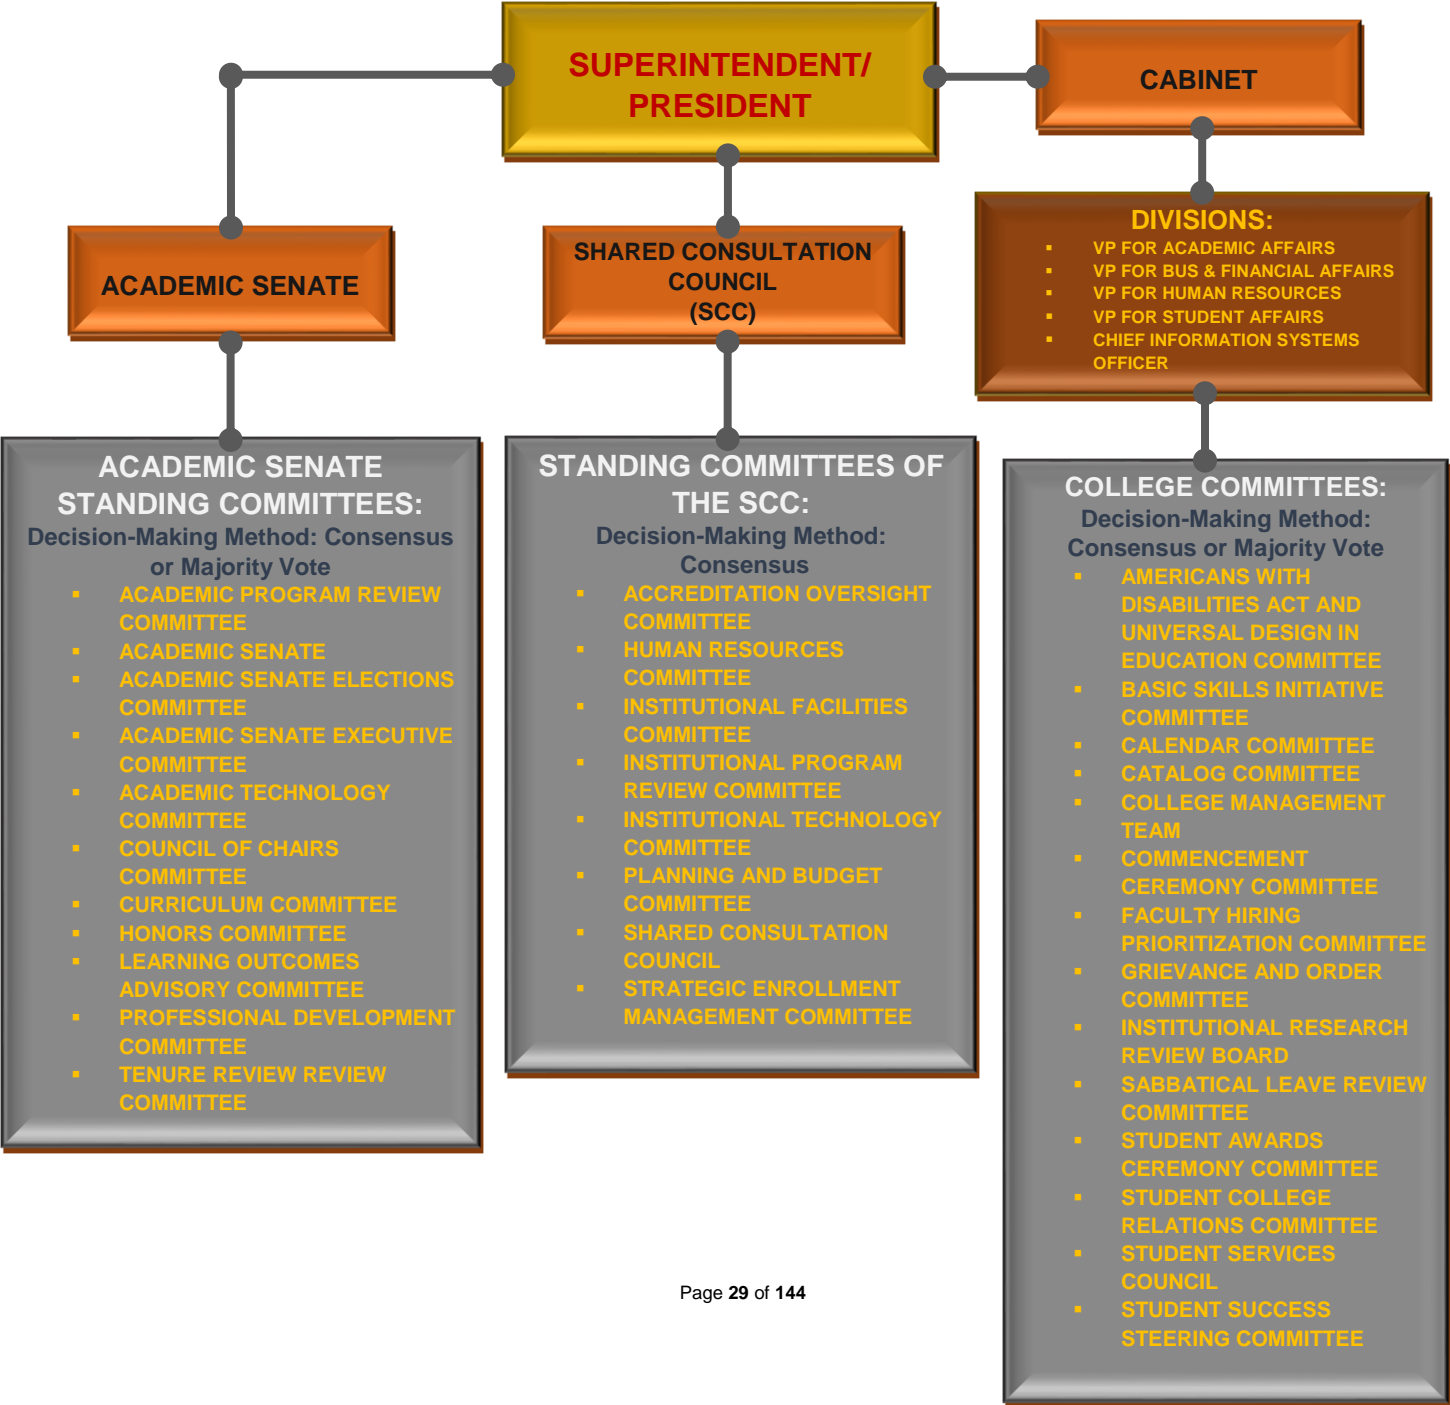 SUPERINTENDENT/
PRESIDENT
CABINET
ACADEMIC SENATE
SHARED CONSULTATION
COUNCIL
(SCC)
DIVISIONS:
▪ VP FOR ACADEMIC AFFAIRS
▪ VP FOR BUS & FINANCIAL AFFAIRS
▪ VP FOR HUMAN RESOURCES
▪ VP FOR STUDENT AFFAIRS
▪ CHIEF INFORMATION SYSTEMS
OFFICER
ACADEMIC SENATE
STANDING COMMITTEES:
Decision-Making Method: Consensus
or Majority Vote
▪ ACADEMIC PROGRAM REVIEW
COMMITTEE
▪ ACADEMIC SENATE
▪ ACADEMIC SENATE ELECTIONS
COMMITTEE
▪ ACADEMIC SENATE EXECUTIVE
COMMITTEE
▪ ACADEMIC TECHNOLOGY
COMMITTEE
▪ COUNCIL OF CHAIRS
COMMITTEE
▪ CURRICULUM COMMITTEE
▪ HONORS COMMITTEE
▪ LEARNING OUTCOMES
ADVISORY COMMITTEE
▪ PROFESSIONAL DEVELOPMENT
COMMITTEE
▪ TENURE REVIEW REVIEW
COMMITTEE
STANDING COMMITTEES OF
THE SCC:
Decision-Making Method:
Consensus
▪ ACCREDITATION OVERSIGHT
COMMITTEE
▪ HUMAN RESOURCES
COMMITTEE
▪ INSTITUTIONAL FACILITIES
COMMITTEE
▪ INSTITUTIONAL PROGRAM
REVIEW COMMITTEE
▪ INSTITUTIONAL TECHNOLOGY
COMMITTEE
▪ PLANNING AND BUDGET
COMMITTEE
▪ SHARED CONSULTATION
COUNCIL
▪ STRATEGIC ENROLLMENT
MANAGEMENT COMMITTEE
COLLEGE COMMITTEES:
Decision-Making Method:
Consensus or Majority Vote
▪ AMERICANS WITH
DISABILITIES ACT AND
UNIVERSAL DESIGN IN
EDUCATION COMMITTEE
▪ BASIC SKILLS INITIATIVE
COMMITTEE
▪ CALENDAR COMMITTEE
▪ CATALOG COMMITTEE
▪ COLLEGE MANAGEMENT
TEAM
▪ COMMENCEMENT
CEREMONY COMMITTEE
▪ FACULTY HIRING
PRIORITIZATION COMMITTEE
▪ GRIEVANCE AND ORDER
COMMITTEE
▪ INSTITUTIONAL RESEARCH
REVIEW BOARD
▪ SABBATICAL LEAVE REVIEW
COMMITTEE
▪ STUDENT AWARDS
CEREMONY COMMITTEE
▪ STUDENT COLLEGE
RELATIONS COMMITTEE
▪ STUDENT SERVICES
COUNCIL
▪ STUDENT SUCCESS
STEERING COMMITTEE
Page 29 of 144